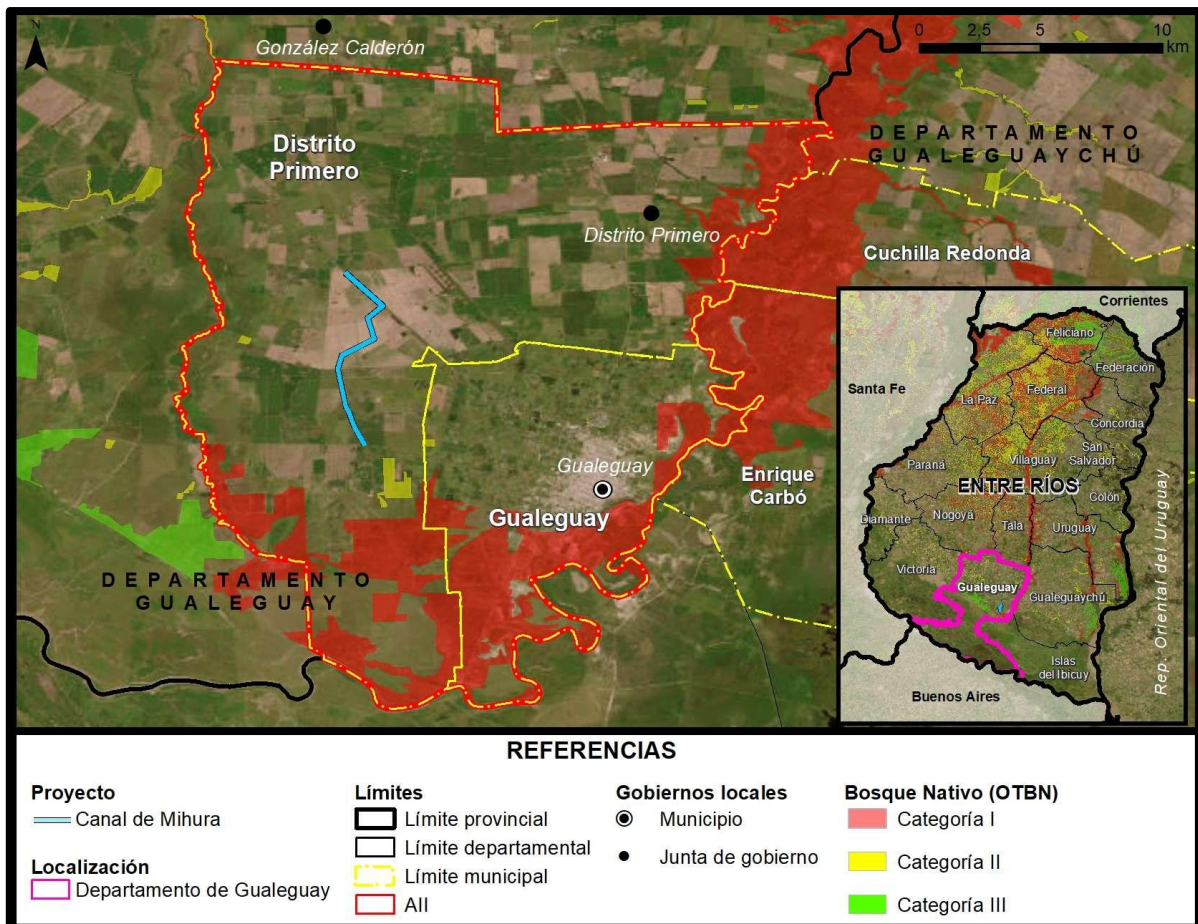 N
González Calderón
0 2,5 5 10
km
Distrito
Primero
DEPARTAMENTO
GUALEGUAYCHÚ
Distrito Primero
Cuchilla Redonda
Gualeguay
Gualeguay
Enrique
Carbó
DEPARTAMENTO
GUALEGUAY
Corrientes
Feliciano
Federación
Santa Fe
La Paz
Federal
Concordia
San
Salvador
Paraná
Villaguay
ENTRE RÍOS
Colón
Diamante
Nogoyá
Tala
Uruguay
Victoria
Gualeguay
Gualeguaychú
Rep. Oriental del Uruguay
Islas
del Ibicuy
Buenos Aires
REFERENCIAS
Proyecto
Canal de Mihura
Localización
Departamento de Gualeguay
Límites
Límite provincial
Límite departamental
Límite municipal
AII
Gobiernos locales
Municipio
Junta de gobierno
Bosque Nativo (OTBN)
Categoría I
Categoría II
Categoría III